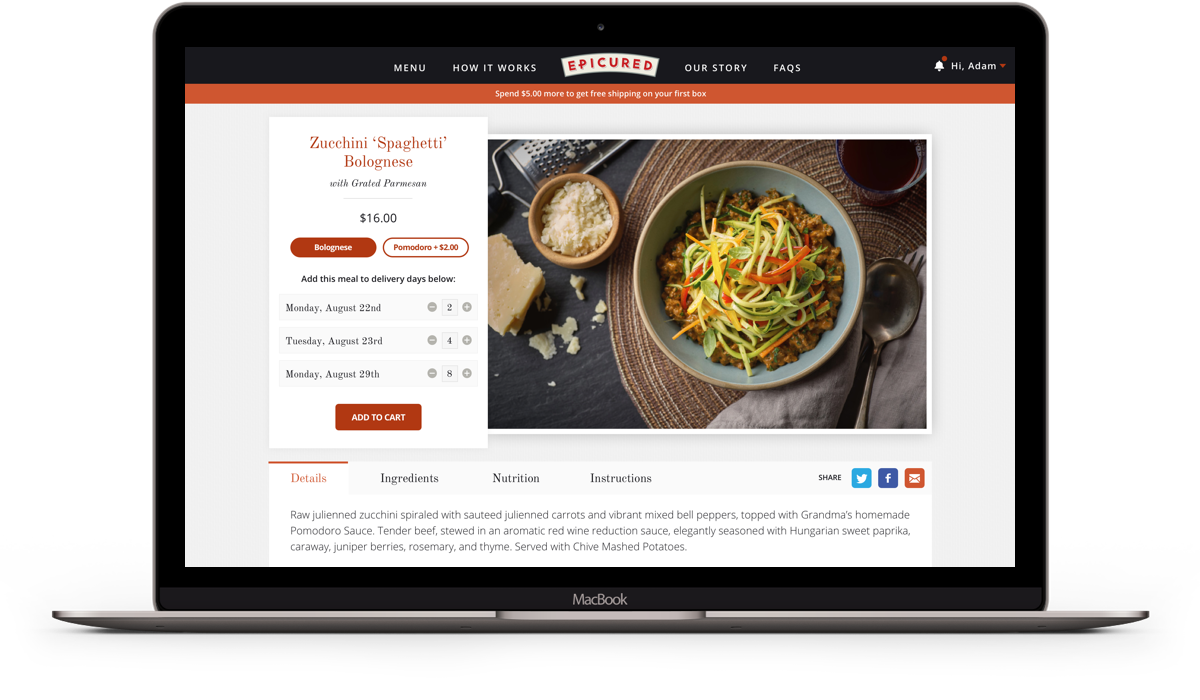 MENU
HOW IT WORKS
EPICURED
OUR STORY
FAQS
Hi, Adam
Spend $5.00 more to get free shipping on your first box
Zucchini ‘Spaghetti’
Bolognese
with Grated Parmesan
$16.00
Bolognese
Pomodoro + $2.00
Add this meal to delivery days below:
Monday, August 22nd
2
Tuesday, August 23rd
4
Monday, August 29th
8
ADD TO CART
Details
Ingredients
Nutrition
Instructions
SHARE
Raw julienned zucchini spiraled with sauteed julienned carrots and vibrant mixed bell peppers, topped with Grandma’s homemade
Pomodoro Sauce. Tender beef, stewed in an aromatic red wine reduction sauce, elegantly seasoned with Hungarian sweet paprika,
caraway, juniper berries, rosemary, and thyme. Served with Chive Mashed Potatoes.
MacBook